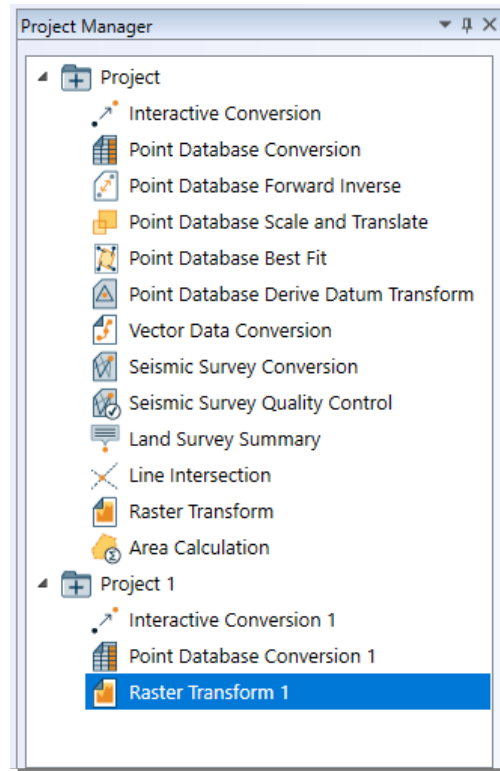 Project Manager
Project
Interactive Conversion
Point Database Conversion
Point Database Forward Inverse
Point Database Scale and Translate
Point Database Best Fit
Point Database Derive Datum Transform
Vector Data Conversion
Seismic Survey Conversion
Seismic Survey Quality Control
Land Survey Summary
Line Intersection
Raster Transform
Area Calculation
Project 1
Interactive Conversion 1
Point Database Conversion 1
Raster Transform 1